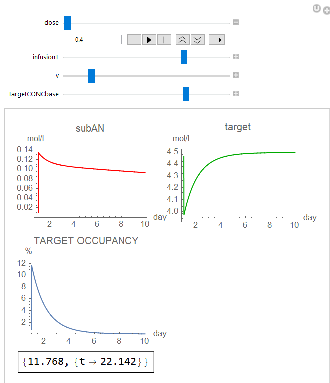 dose
0.4
infusionT
v
TargetCONCbase
subAN
target
mol/l
mol/l
0.14
0.12
0.10
0.08
0.06
0.04
0.02
2 4 6 8 10
day
4.5
4.4
4.3
4.2
4.1
4.0
2 4 6 8 10
day
TARGET OCCUPANCY
%
12
10
8
6
4
2
2 4 6 8 10
day
{11.768, {t → 22.142}}